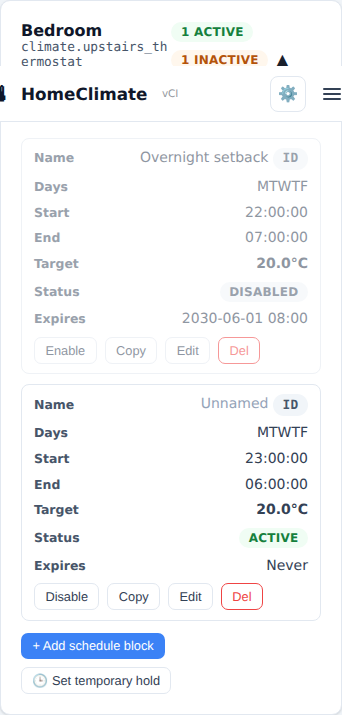 Bedroom
1 ACTIVE
climate.upstairs_th
ermostat
1 INACTIVE ▲
HomeClimate vCI
Name Overnight setback ID
Days MTWTF
Start 22:00:00
End 07:00:00
Target 20.0°C
Status DISABLED
Expires 2030-06-01 08:00
Enable Copy Edit Del
Name Unnamed ID
Days MTWTF
Start 23:00:00
End 06:00:00
Target 20.0°C
Status ACTIVE
Expires Never
Disable Copy Edit Del
+ Add schedule block
Set temporary hold